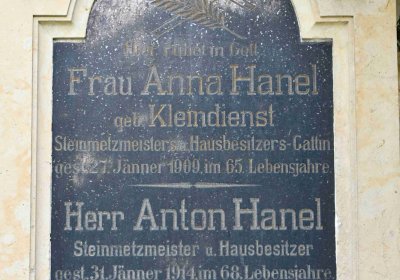 Hier ruhet in Gott
Frau Anna Hanel
geb. Kleindienst
Steinmetzmeisters u. Hausbesitzers-Gattin
gest. 27. Jänner 1909, im 65. Lebensjahre.
Herr Anton Hanel
Steinmetzmeister u. Hausbesitzer
gest. 31. Jänner 1914, im 68. Lebensjahre.